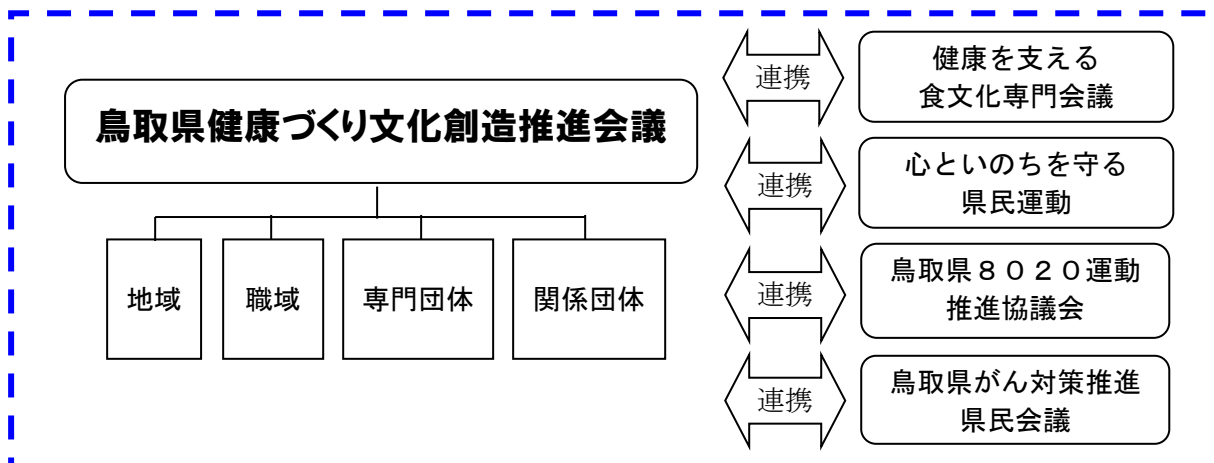 鳥取県健康づくり文化創造推進会議
地域
職域
専門団体
関係団体
連携
健康を支える
食文化専門会議
連携
心といのちを守る
県民運動
連携
鳥取県８０２０運動
推進協議会
連携
鳥取県がん対策推進
県民会議